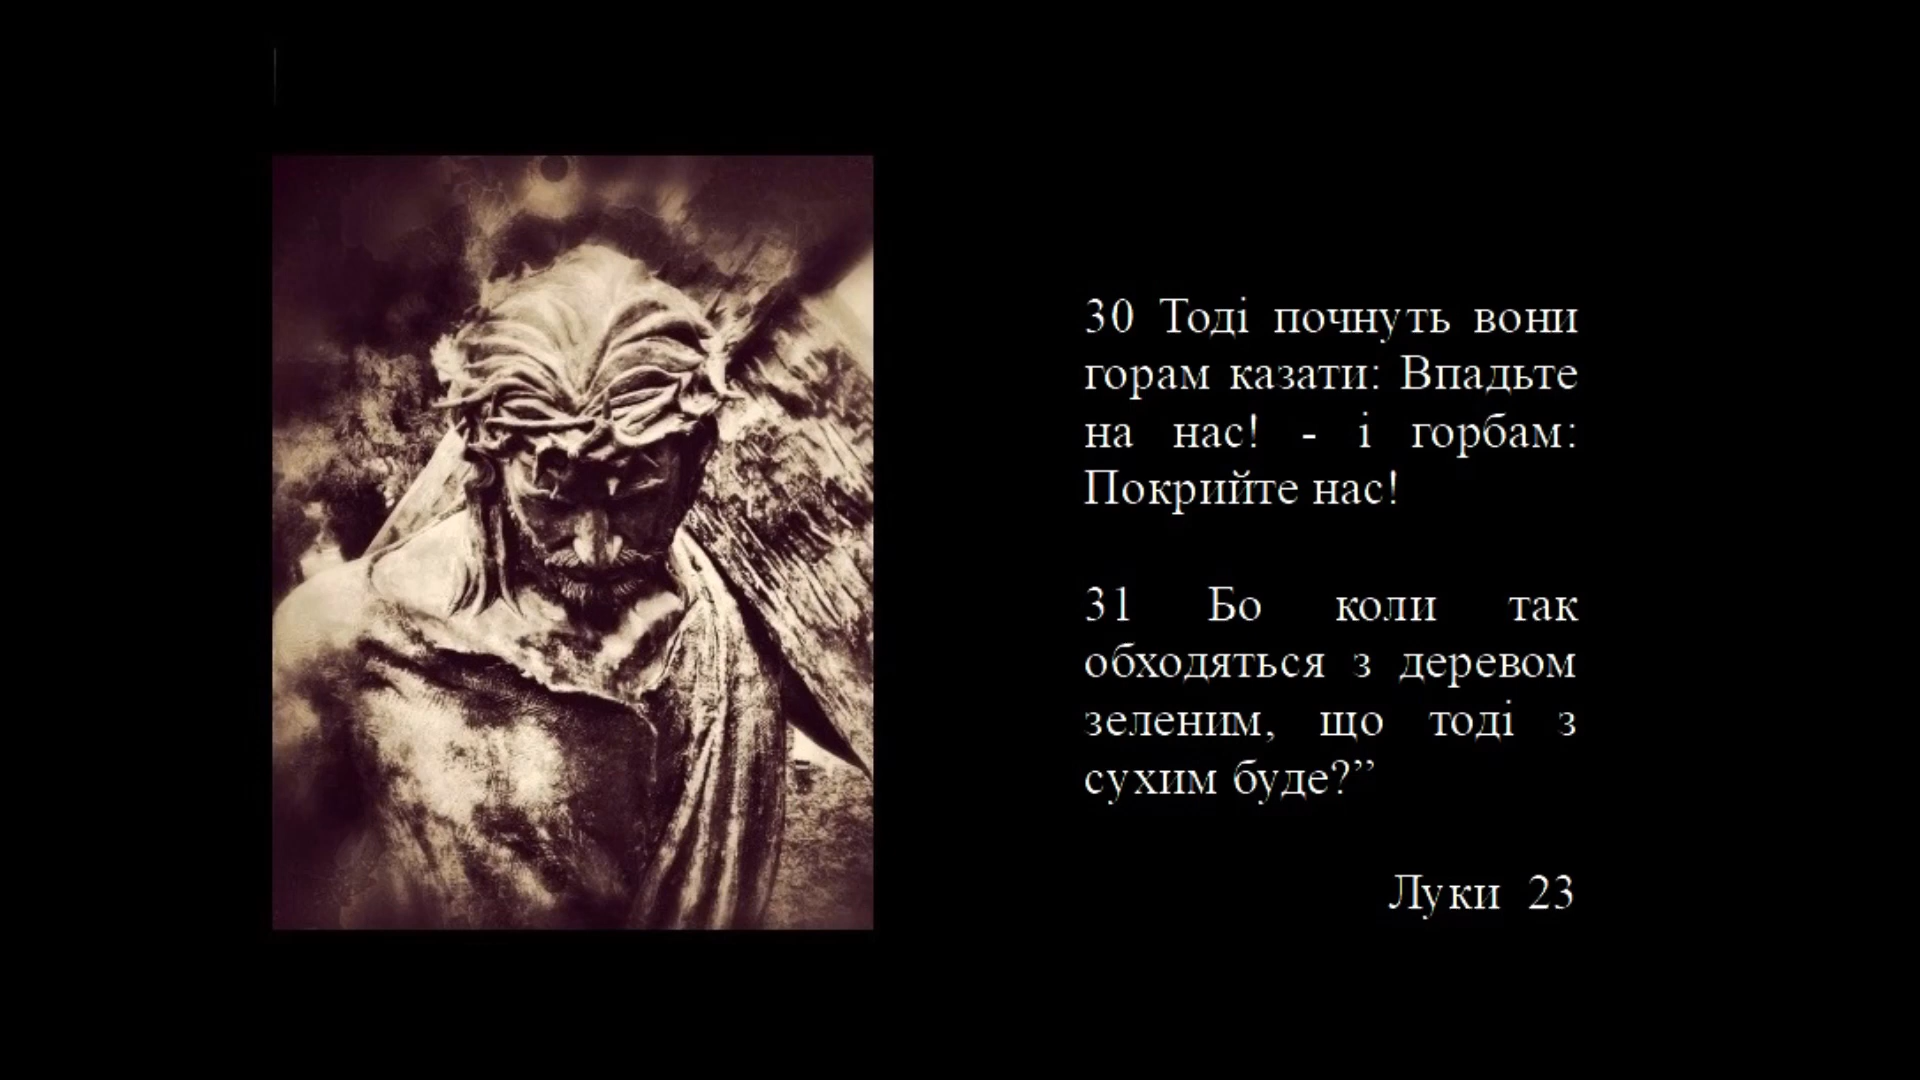 30 Тоді почнуть вони
горам казати: Впадьте
на нас! - і горбам:
Покрийте нас!
31 Бо коли так
обходяться з деревом
зеленим, що тоді з
сухим буде?”
Луки 23